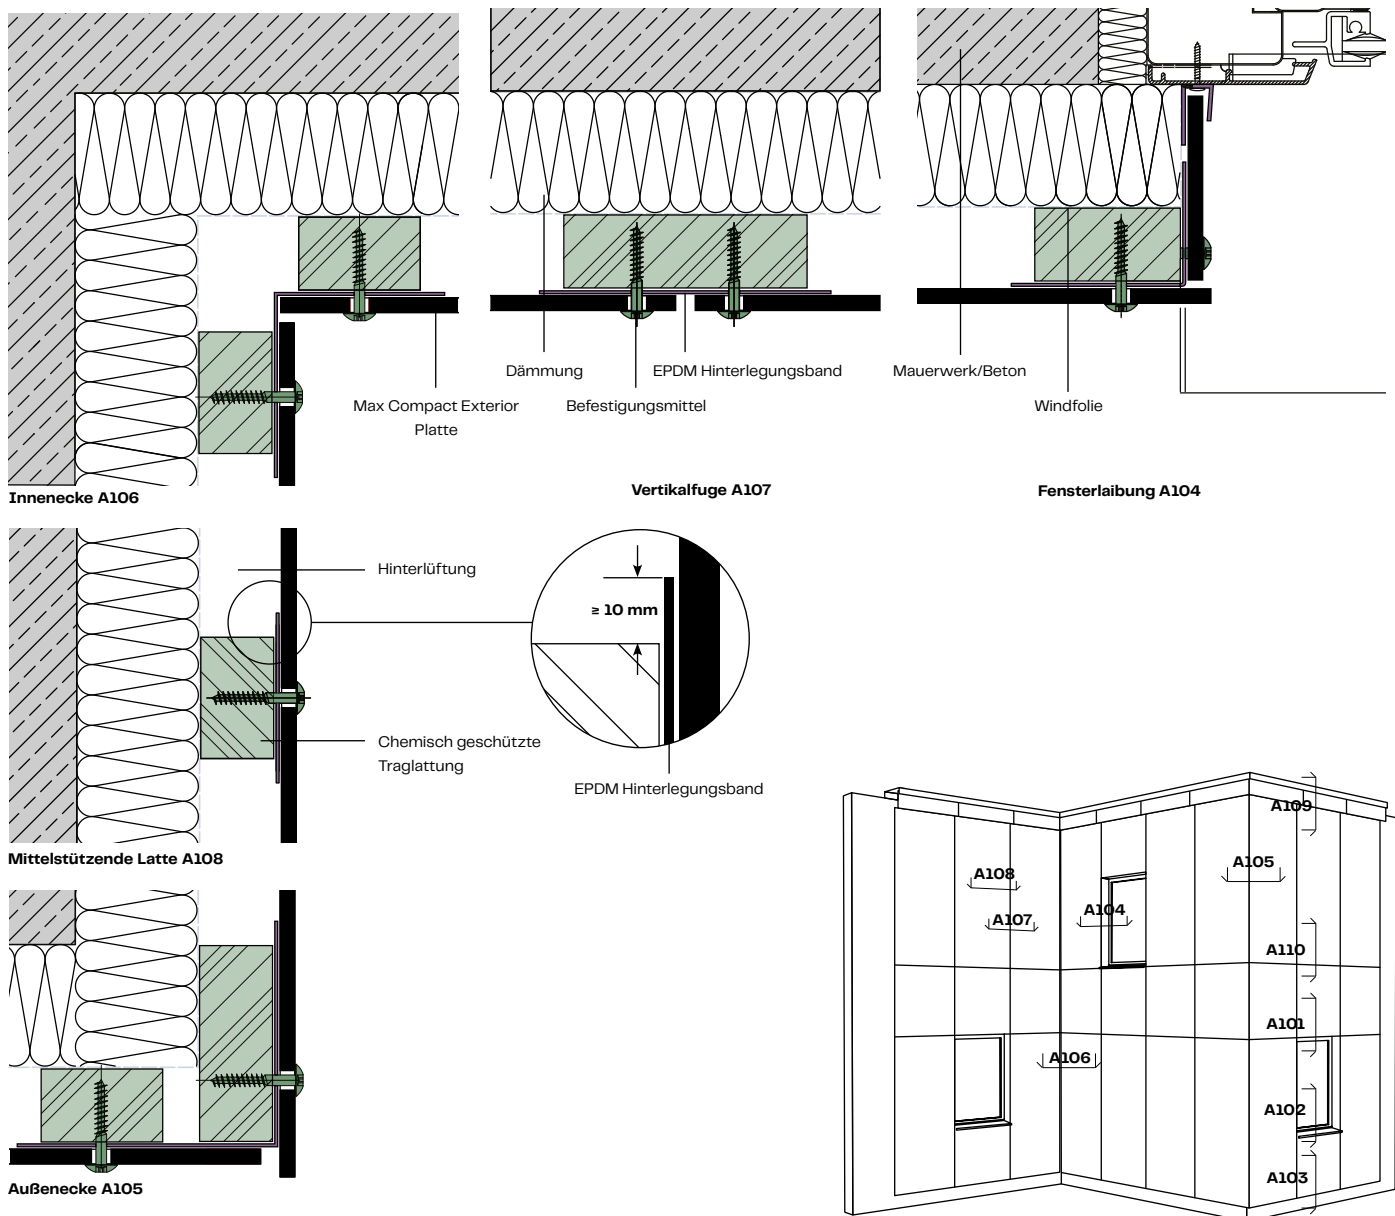 Dämmung
EPDM Hinterlegungsband
Mauerwerk/Beton
Max Compact Exterior
Platte
Befestigungsmittel
Windfolie
Innenecke A106
Vertikalfuge A107
Fensterlaibung A104
Hinterlüftung
≥ 10 mm
Chemisch geschützte
Traglattung
EPDM Hinterlegungsband
Mittelstützende Latte A108
Außenecke A105
A109
A108
A105
A107
A104
A110
A101
A106
A102
A103